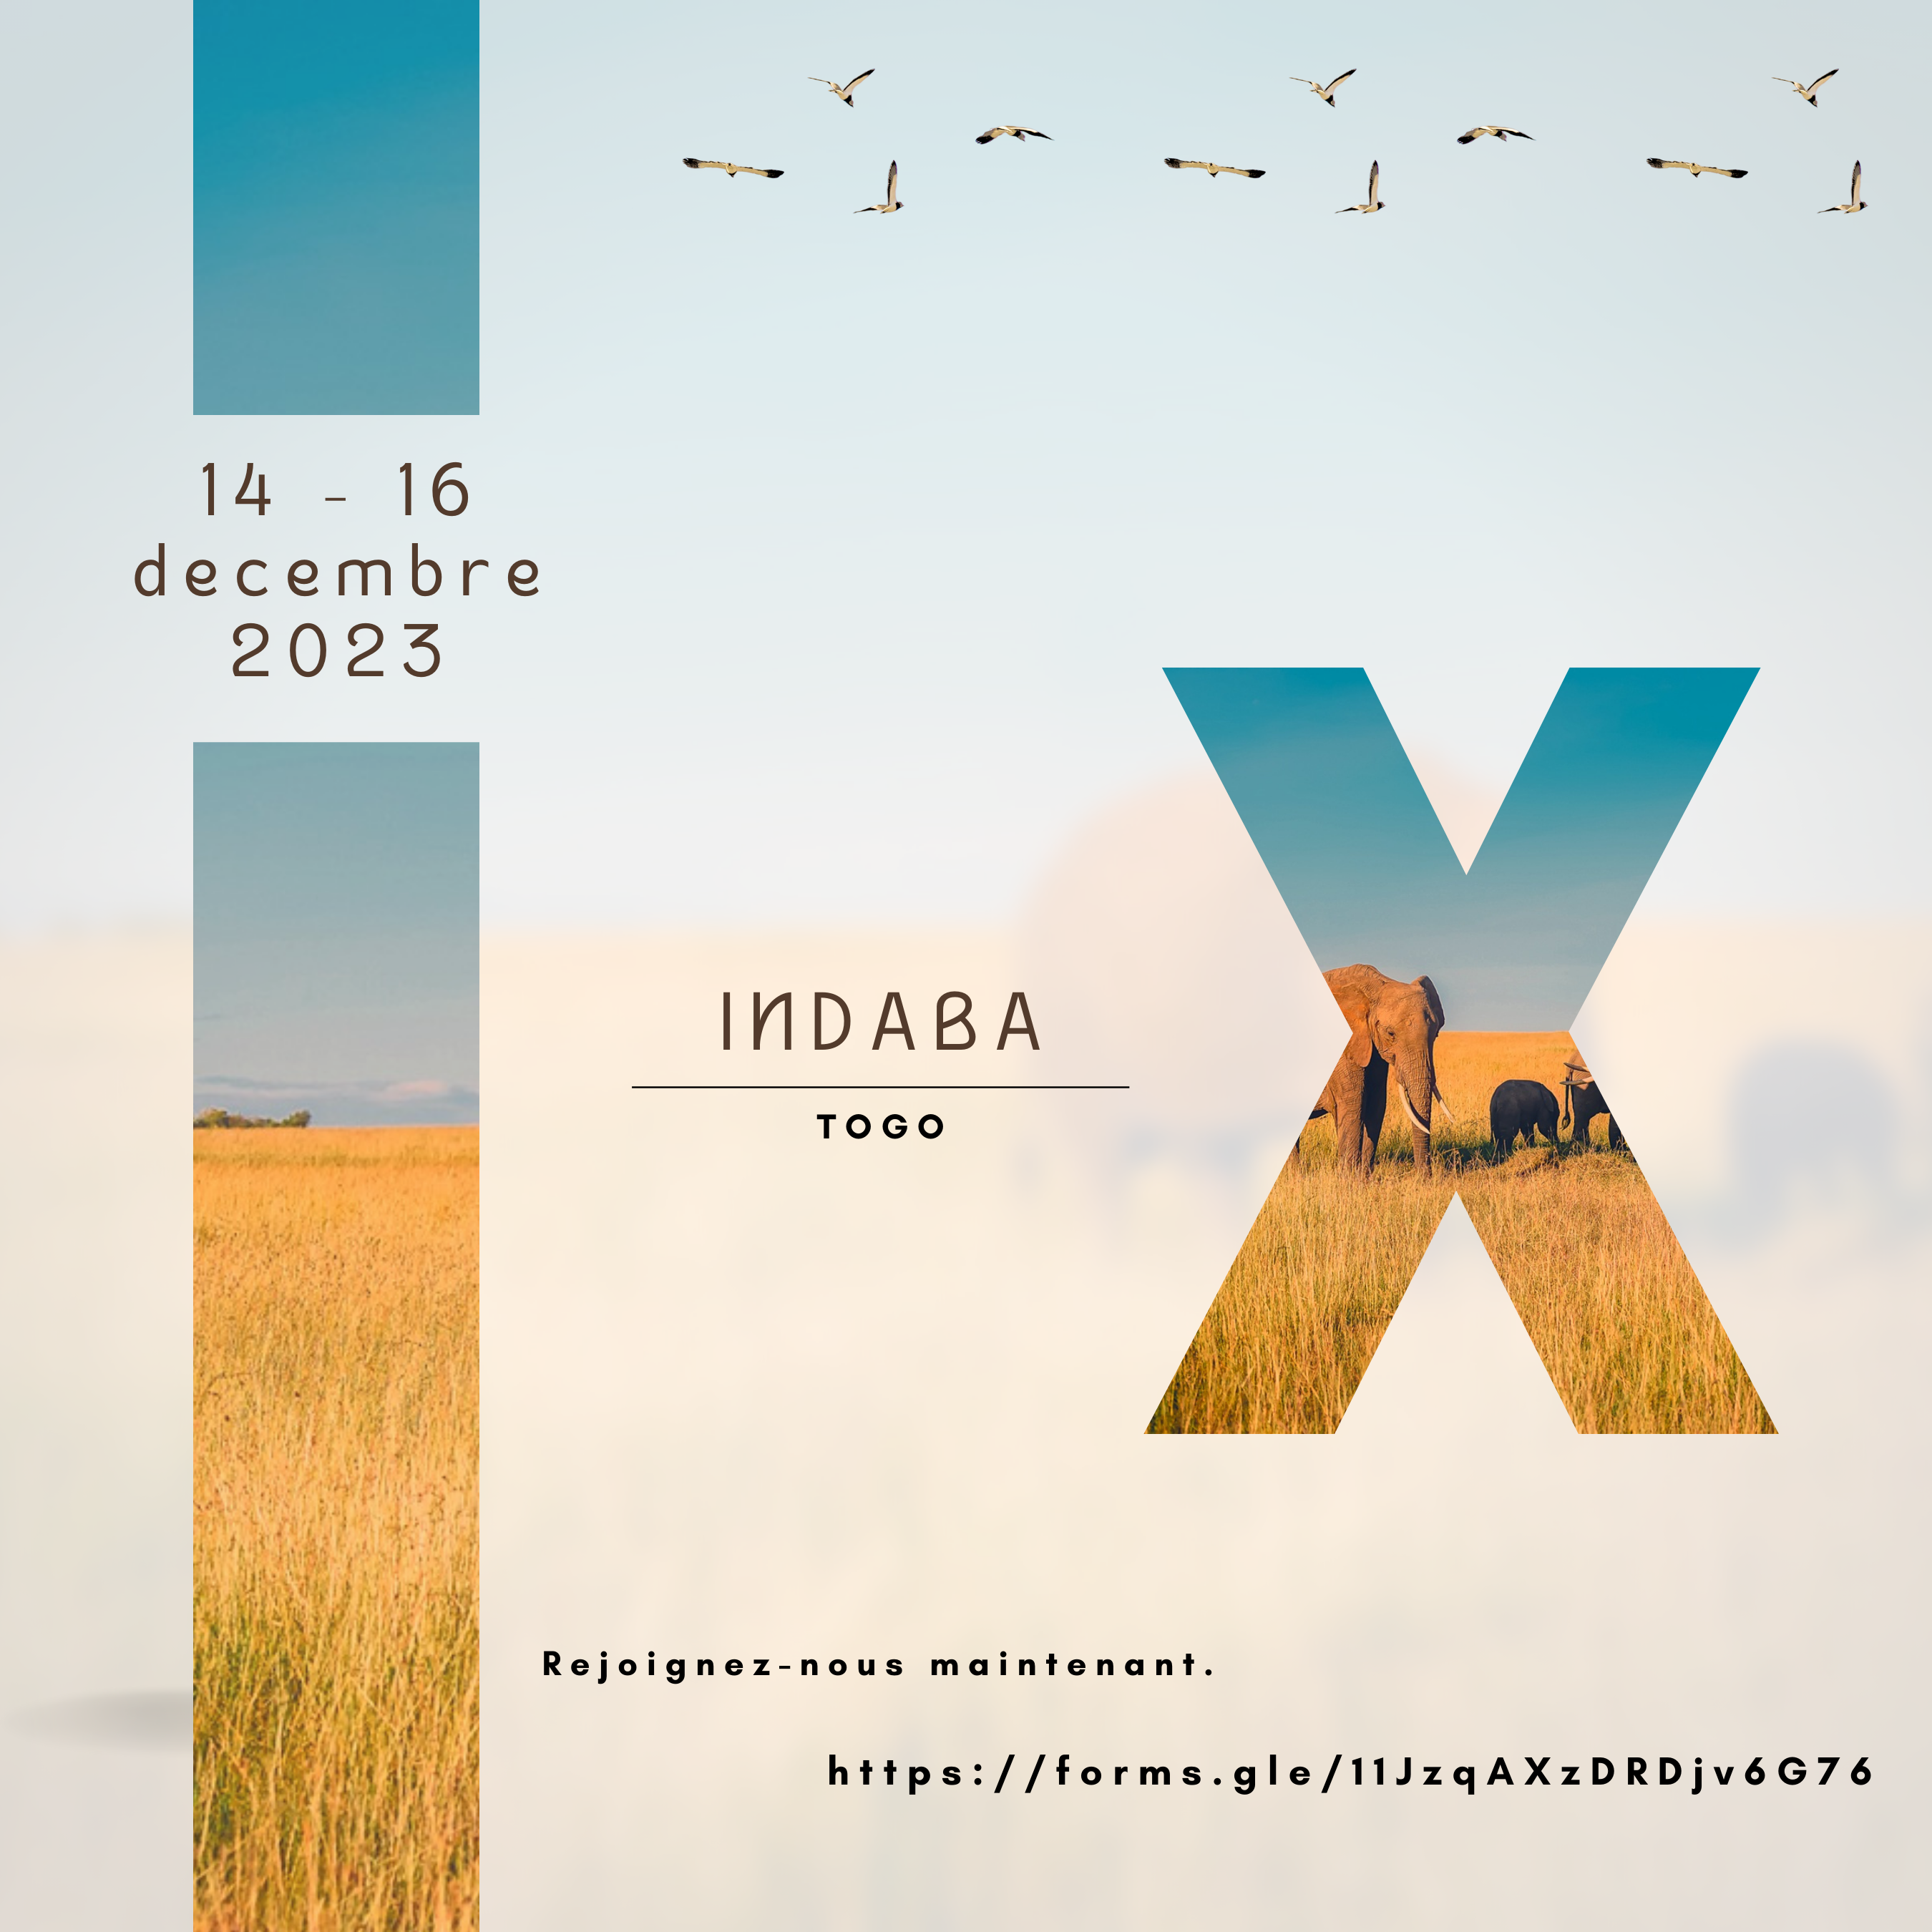 14 - 16
decembre
2023
INDABA
X
TOGO
Rejoignez-nous maintenant.
https://forms.gle/11JzqAXzDRDjv6G76